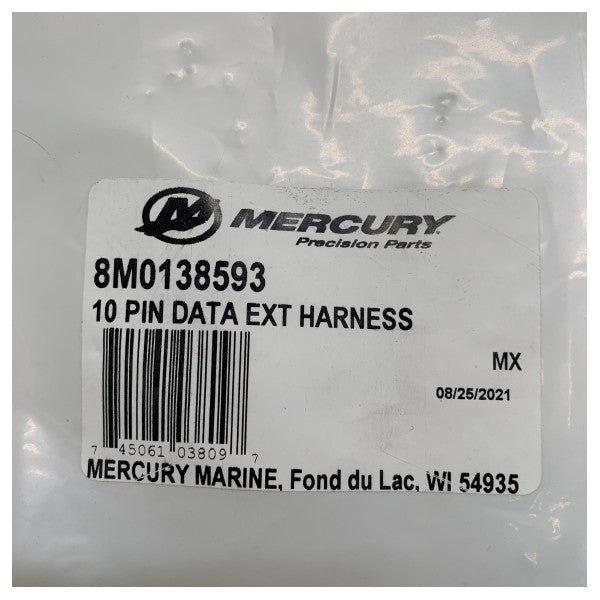 MERCURY
Precision Parts
8M0138593
10 PIN DATA EXT HARNESS
MX
08/25/2021
7 45061 03809 7
MERCURY MARINE, Fond du Lac, WI 54935